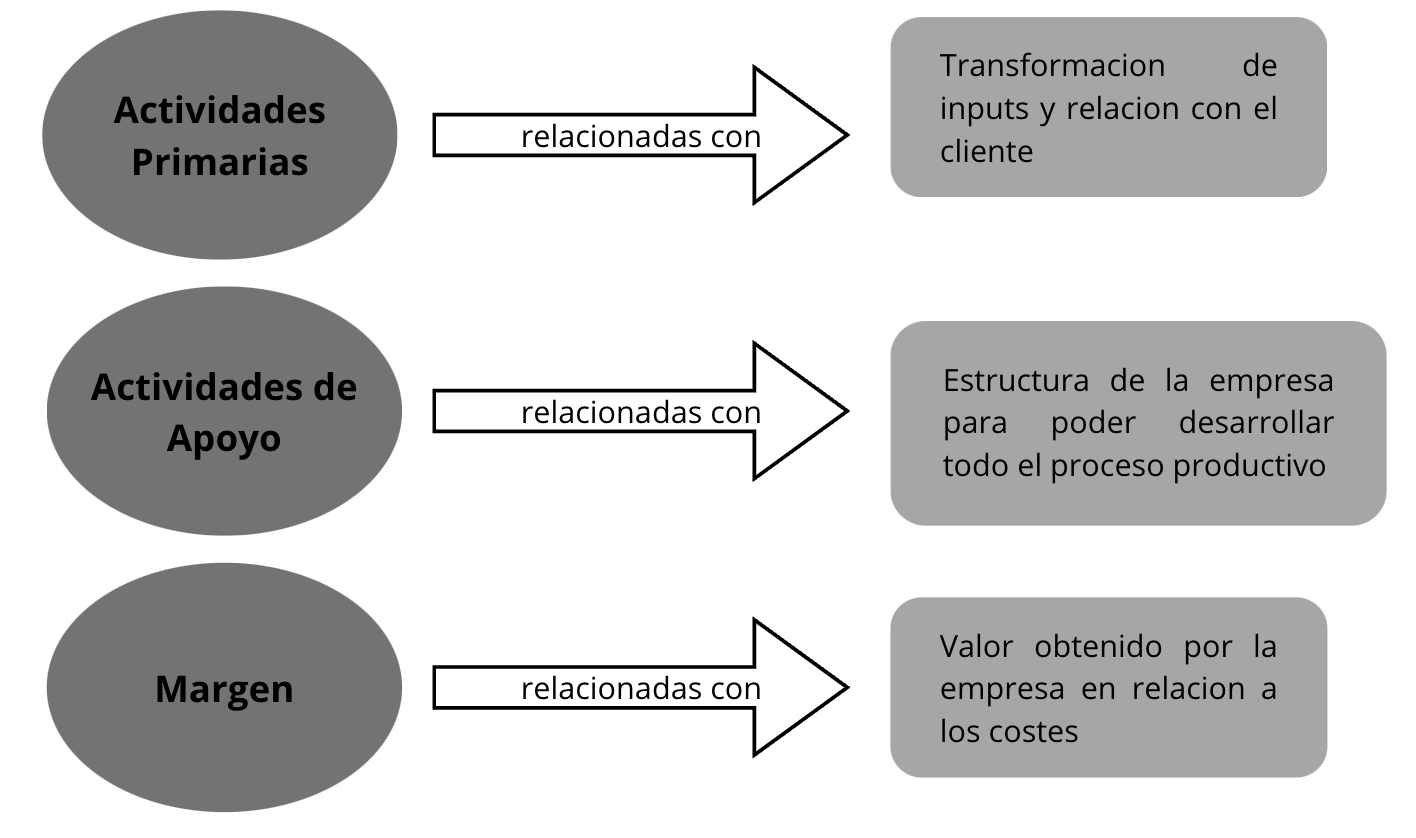 Actividades
Primarias
relacionadas con
Transformacion de
inputs y relacion con el
cliente
Actividades de
Apoyo
relacionadas con
Estructura de la empresa
para poder desarrollar
todo el proceso productivo
Margen
relacionadas con
Valor obtenido por la
empresa en relacion a
los costes